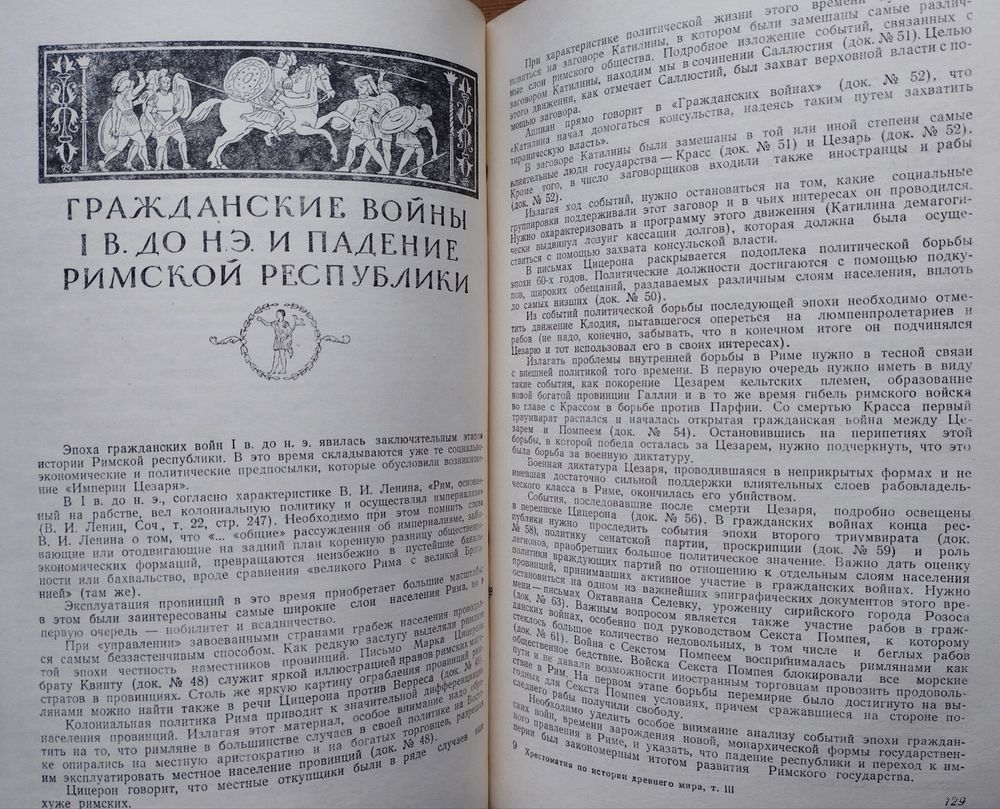 ГРАЖДАНСКИЕ ВОЙНЫ
I В. ДО Н.Э. И ПАДЕНИЕ
РИМСКОЙ РЕСПУБЛИКИ
Эпоха гражданских войн I в. до н. э. явилась заключительным этапом
истории Римской республики. В это время складываются уже те социально-
экономические и политические предпосылки, которые обусловили возникнове-
ние «Империи Цезаря».
В I в. до н. э., согласно характеристике В. И. Ленина, «Рим, основан-
ный на рабстве, вел колониальную политику и осуществлял империализм»
(В. И. Ленин, Соч., т, 22, стр. 247). Необходимо при этом помнить слова
В. И. Ленина о том, что «... «общие» рассуждения об империализме, забы-
вающие или отодвигающие на задний план коренную разницу общественно-
экономических формаций, превращаются неизбежно в пустейшие баналь-
ности или бахвальство, вроде сравнения «великого Рима с великой Брита-
нией» (там же).
Эксплуатация провинций в это время приобретает большие масштабы;
в этом были заинтересованы самые широкие слои населения Рима, но в
первую очередь — нобилитет и всадничество.
При «управлении» завоеванными странами грабеж населения проводил-
ся самым беззастенчивым способом. Как редкую заслугу выделяли римляне
той эпохи честность наместников провинций. Письмо Марка Цицерона
брату Квинту (док. № 48) служит яркой иллюстрацией нравов римских маги-
стратов в провинциях. Столь же яркую картину ограбления провинций рим-
лянами можно найти также в речи Цицерона против Верреса (док. № 49).
Колониальная политика Рима приводит к значительной дифференциации
населения провинций. Излагая этот материал, особое внимание надо обра-
тить на то, что римляне в большинстве случаев в своей политике на Восто-
ке опирались на местную аристократию и на богатых торговцев, разрешая
им эксплуатировать местное население провинций (док. № 48).
Цицерон говорит, что местные откупщики были в ряде случаев еще
хуже римских.
При характеристике политической жизни этого времени
новиться на заговоре Катилины, в котором были замешаны самые различ-
ные слои римского общества. Подробное изложение событий, связанных с
заговором Катилины, находим мы в сочинении Саллюстия (док. № 51). Целью
этого движения, как отмечает Саллюстий, был захват верховной власти с по-
мощью заговора.
Аппиан прямо говорит в «Гражданских войнах» (док. № 52), что
«Катилина начал домогаться консульства, надеясь таким путем захватить
тираническую власть».
В заговоре Катилины были замешаны в той или иной степени самые
влиятельные люди государства — Красс (док. № 51) и Цезарь (док. № 52).
Кроме того, в число заговорщиков входили также иностранцы и рабы
(док. № 52).
Излагая ход событий, нужно остановиться на том, какие социальные
группировки поддерживали этот заговор и в чьих интересах он проводился.
Нужно охарактеризовать и программу этого движения (Катилина демагоги-
чески выдвинул лозунг кассации долгов), которая должна была осуще-
ствиться с помощью захвата консульской власти.
В письмах Цицерона раскрывается подоплека политической борьбы
эпохи 60-х годов. Политические должности достигаются с помощью подку-
пов, широких обещаний, раздаваемых различным слоям населения, вплоть
до самых низших (док. № 50).
Из событий политической борьбы последующей эпохи необходимо отме-
тить движение Клодия, пытавшегося опереться на люмпенпролетариев и
рабов (не надо, конечно, забывать, что в конечном итоге он подчинялся
Цезарю и тот использовал его в своих интересах).
Излагать проблемы внутренней борьбы в Риме нужно в тесной связи
с внешней политикой того времени. В первую очередь нужно иметь в виду
такие события, как покорение Цезарем кельтских племен, образование
новой богатой провинции Галлии и в то же время гибель римского войска
во главе с Крассом в борьбе против Парфии. Со смертью Красса первый
триумвират распался и началась открытая гражданская война между Це-
зарем и Помпеем (док. № 54). Остановившись на перипетиях этой
борьбы, в которой победа осталась за Цезарем, нужно подчеркнуть, что это
была борьба за военную диктатуру.
Военная диктатура Цезаря, проводившаяся в неприкрытых формах и не
имевшая достаточно сильной поддержки влиятельных слоев рабовладель-
ческого класса в Риме, окончилась его убийством.
События, последовавшие после смерти Цезаря, подробно освещены
в переписке Цицерона (док. № 56). В гражданских войнах конца рес-
публики нужно проследить события эпохи второго триумвирата (док.
№ 58), политику сенатской партии, проскрипции (док. № 59) и роль
легионов, приобретших большое политическое значение. Важно дать оценку
политики враждующих партий по отношению к отдельным слоям населения
провинций, принимавших активное участие в гражданских войнах. Нужно
остановиться на одном из важнейших эпиграфических документов этого вре-
мени — письмах Октавиана Селевку, уроженцу сирийского города Розоса
(док. № 63). Важным вопросом является также участие рабов в граж-
данских войнах, особенно под руководством Секста Помпея, к которому
стеклось большое количество недовольных, в том числе и беглых рабов
(док. № 61). Война с Секстом Помпеем воспринималась римлянами как
общественное бедствие. Войска Секста Помпея блокировали все морские
пути и не давали возможности иностранным торговцам провозить продоволь-
ствие в Рим. На первом этапе борьбы перемирие было достигнуто на вы-
годных для Секста Помпея условиях, причем сражавшиеся на стороне по-
следнего рабы получили свободу.
Необходимо уделить особое внимание анализу событий эпохи граждан-
ских войн, времени зарождения новой, монархической формы государствен-
ного правления в Риме, и указать, что падение республики и переход к им-
перии был закономерным итогом развития Римского государства.
9 Хрестоматия по истории древнего мира, т. III
129